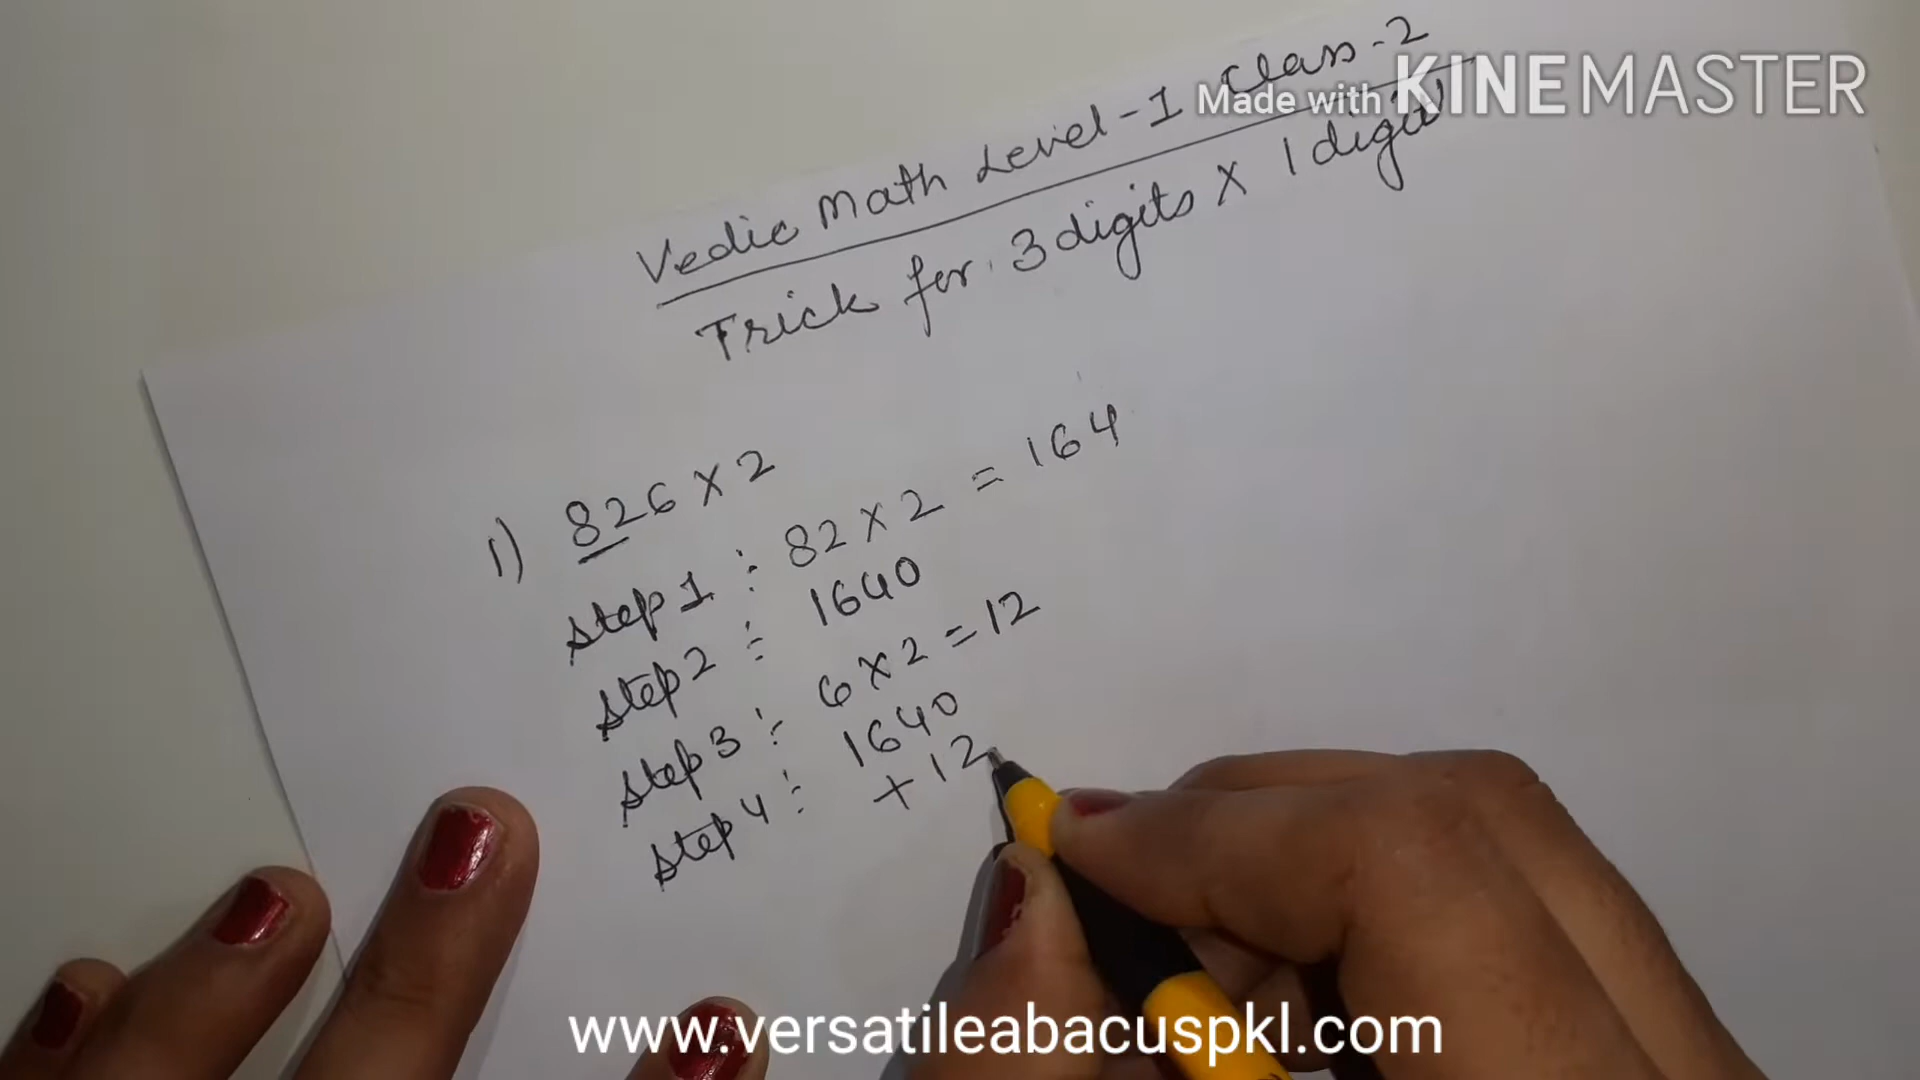 Vedic Math Level-1 Class-2
Made with KINEMASTER
Trick for 3 digits X 1 digit
1) 826 X 2
Step 1 : 82 X 2 = 164
Step 2 : 1640
Step 3 : 6 X 2 = 12
Step 4 : 1640
+ 12
www.versatileabacuspkl.com